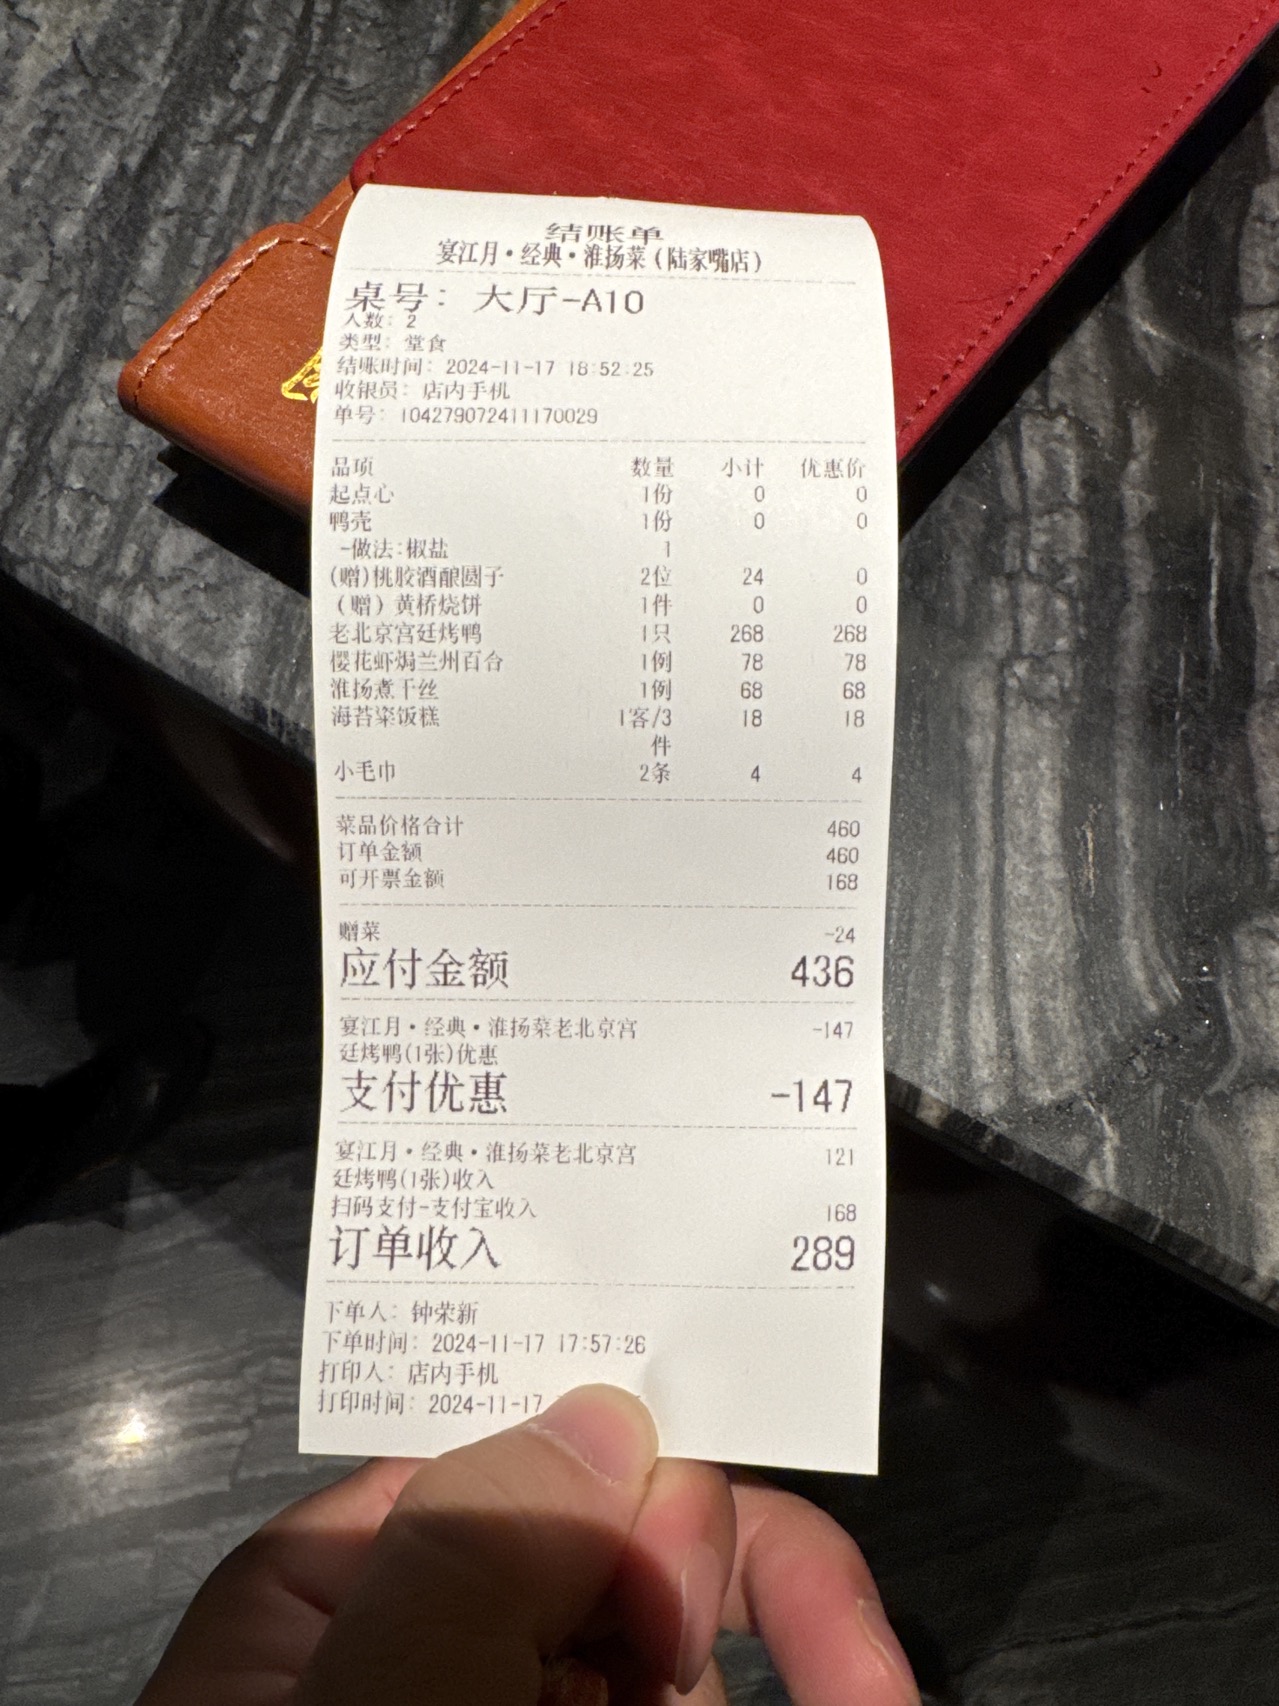 结账单
宴江月·经典·淮扬菜(陆家嘴店)
桌号: 大厅-A10
人数: 2
类型: 堂食
结账时间: 2024-11-17 18:52:25
收银员: 店内手机
单号: 104279072411170029
品项 数量 小计 优惠价
起点心 1份 0 0
鸭壳 1份 0 0
-做法:椒盐 1
(赠)桃胶酒酿圆子 2位 24 0
(赠) 黄桥烧饼 1件 0 0
老北京宫廷烤鸭 1只 268 268
樱花虾焗兰州百合 1例 78 78
淮扬煮干丝 1例 68 68
海苔粢饭糕 1客/3 18 18
件
小毛巾 2条 4 4
菜品价格合计 460
订单金额 460
可开票金额 168
赠菜 -24
应付金额 436
宴江月·经典·淮扬菜老北京宫 -147
廷烤鸭(1张)优惠
支付优惠 -147
宴江月·经典·淮扬菜老北京宫 121
廷烤鸭(1张)收入
扫码支付-支付宝收入 168
订单收入 289
下单人: 钟荣新
下单时间: 2024-11-17 17:57:26
打印人: 店内手机
打印时间: 2024-11-17